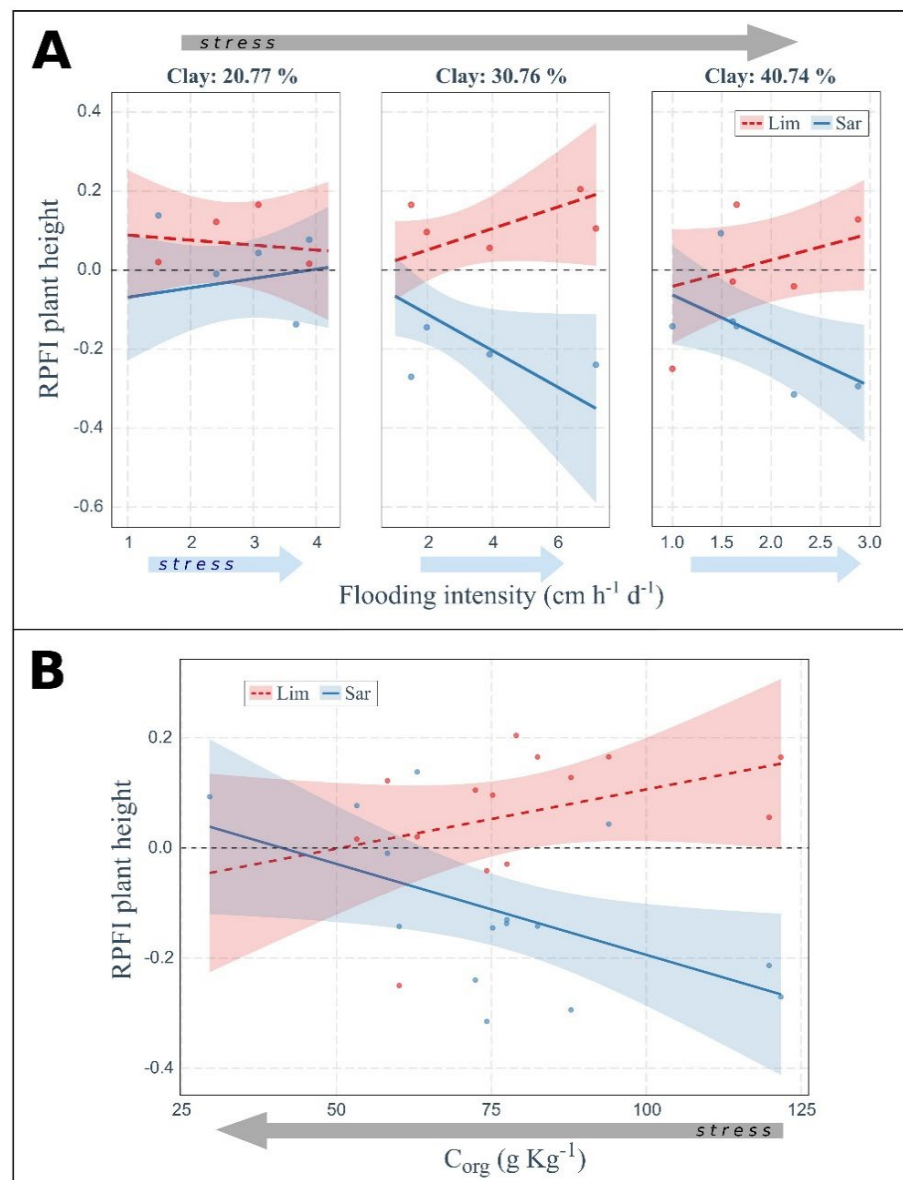 A
stress
Clay: 20.77 %
Clay: 30.76 %
Clay: 40.74 %
RPFI plant height
0.4
0.2
0.0
-0.2
-0.4
-0.6
Lim Sar
1 2 3 4
2 4 6
1.0 1.5 2.0 2.5 3.0
stress
Flooding intensity (cm h⁻¹ d⁻¹)
B
Lim Sar
RPFI plant height
0.2
0.0
-0.2
-0.4
25 50 75 100 125
stress
C₀ᵣg (g Kg⁻¹)